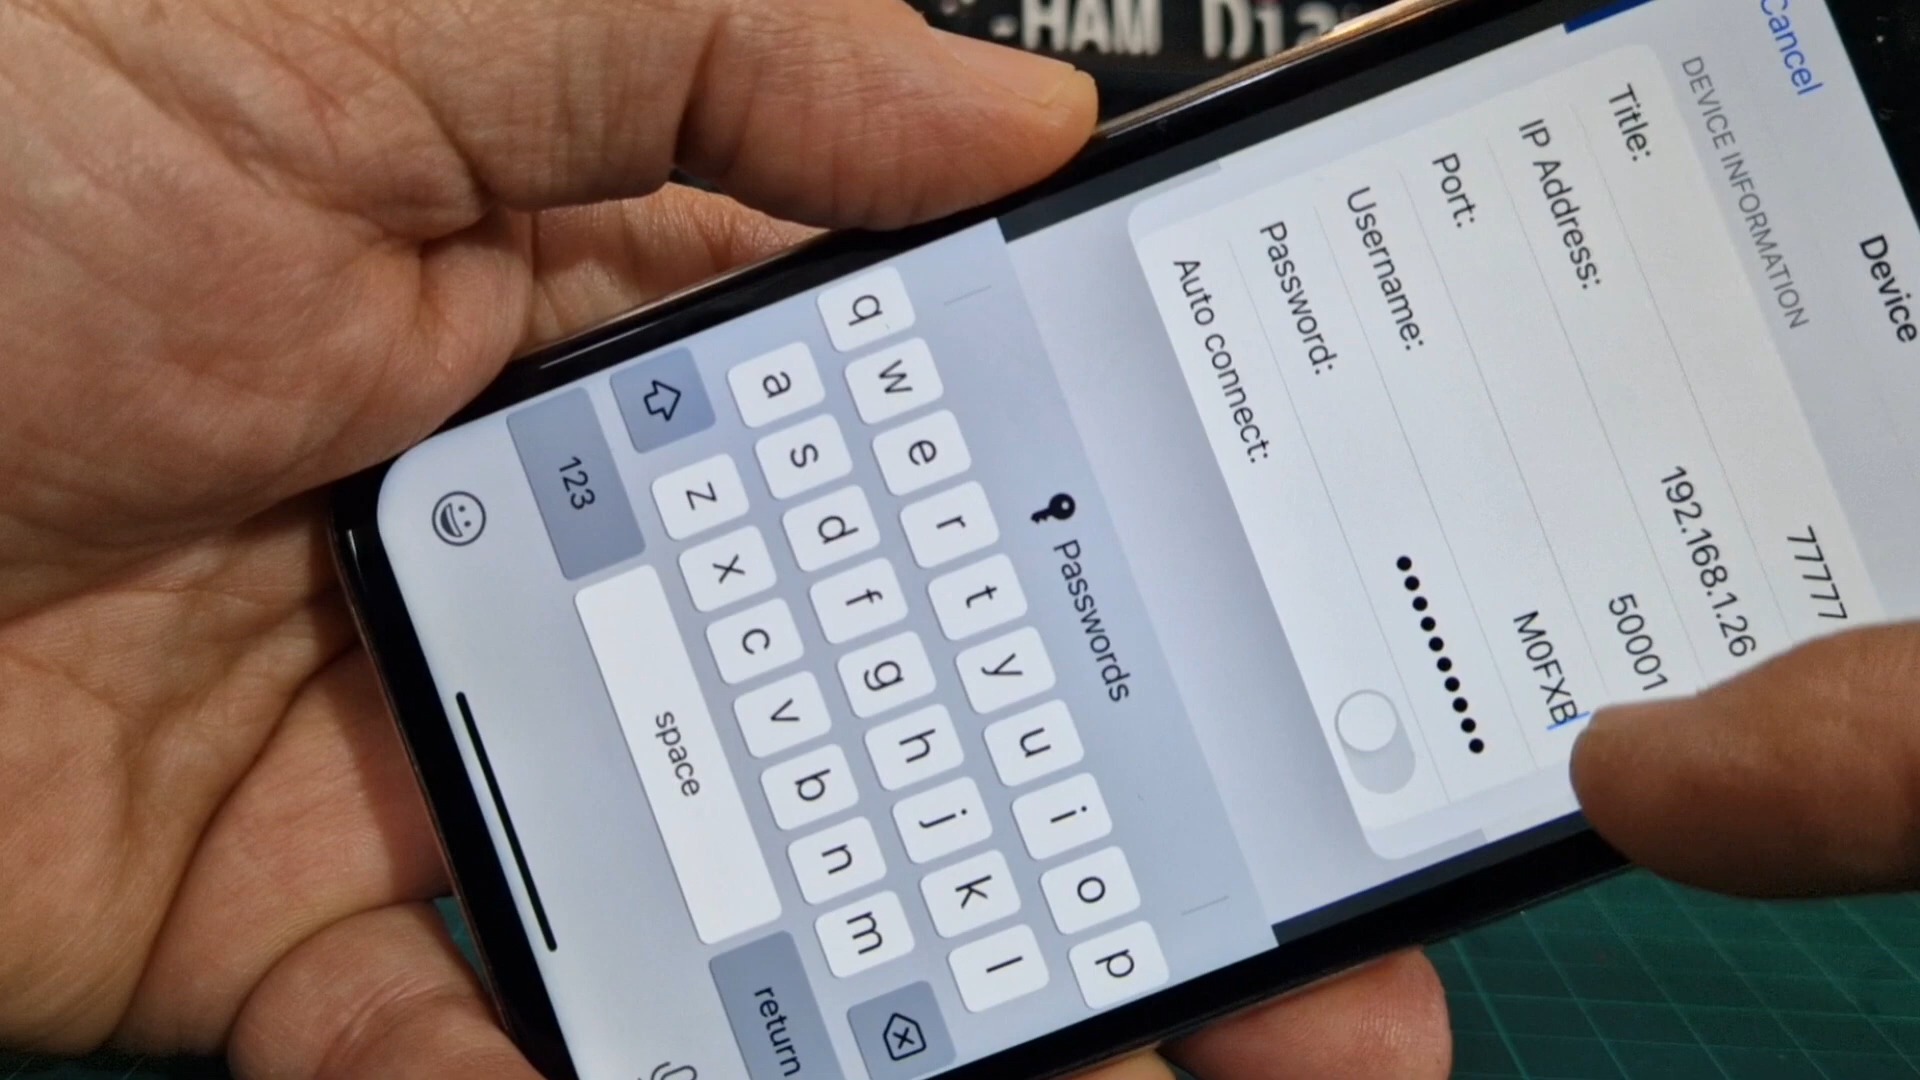 -HAM
Cancel
Device
DEVICE INFORMATION
Title: 77777
IP Address: 192.168.1.26
Port: 50001
Username: M0FXB
Password: ●●●●●●●●●●●
Auto connect:
Passwords
q w e r t y u i o p
a s d f g h j k l
z x c v b n m
123 space return